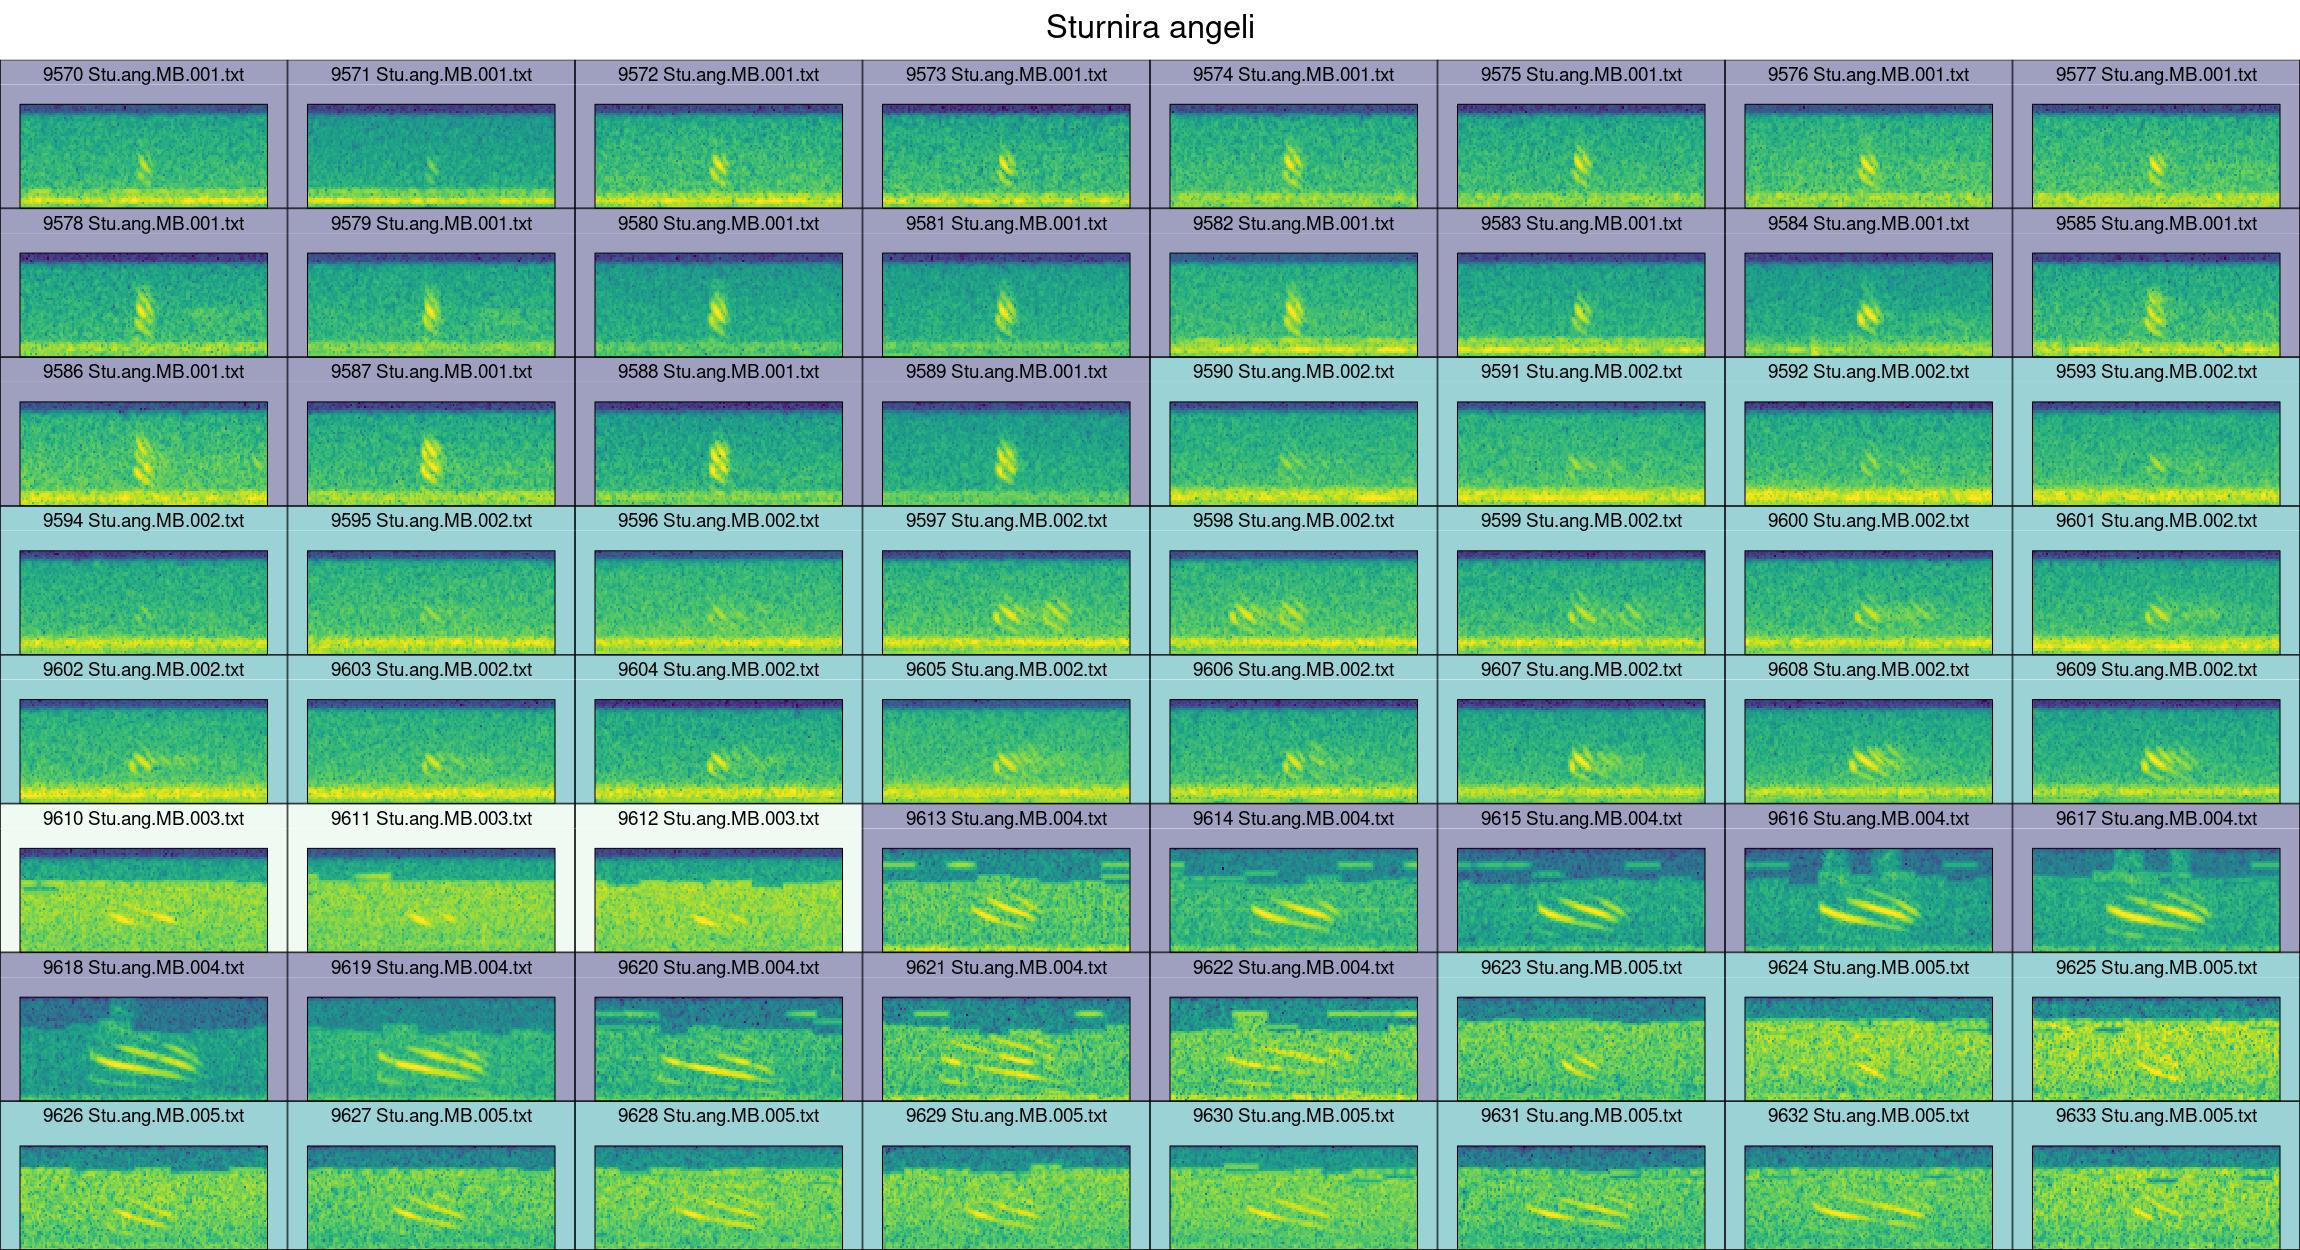 Sturnira angeli
9570 Stu.ang.MB.001.txt 9571 Stu.ang.MB.001.txt 9572 Stu.ang.MB.001.txt 9573 Stu.ang.MB.001.txt 9574 Stu.ang.MB.001.txt 9575 Stu.ang.MB.001.txt 9576 Stu.ang.MB.001.txt 9577 Stu.ang.MB.001.txt
9578 Stu.ang.MB.001.txt 9579 Stu.ang.MB.001.txt 9580 Stu.ang.MB.001.txt 9581 Stu.ang.MB.001.txt 9582 Stu.ang.MB.001.txt 9583 Stu.ang.MB.001.txt 9584 Stu.ang.MB.001.txt 9585 Stu.ang.MB.001.txt
9586 Stu.ang.MB.001.txt 9587 Stu.ang.MB.001.txt 9588 Stu.ang.MB.001.txt 9589 Stu.ang.MB.001.txt 9590 Stu.ang.MB.002.txt 9591 Stu.ang.MB.002.txt 9592 Stu.ang.MB.002.txt 9593 Stu.ang.MB.002.txt
9594 Stu.ang.MB.002.txt 9595 Stu.ang.MB.002.txt 9596 Stu.ang.MB.002.txt 9597 Stu.ang.MB.002.txt 9598 Stu.ang.MB.002.txt 9599 Stu.ang.MB.002.txt 9600 Stu.ang.MB.002.txt 9601 Stu.ang.MB.002.txt
9602 Stu.ang.MB.002.txt 9603 Stu.ang.MB.002.txt 9604 Stu.ang.MB.002.txt 9605 Stu.ang.MB.002.txt 9606 Stu.ang.MB.002.txt 9607 Stu.ang.MB.002.txt 9608 Stu.ang.MB.002.txt 9609 Stu.ang.MB.002.txt
9610 Stu.ang.MB.003.txt 9611 Stu.ang.MB.003.txt 9612 Stu.ang.MB.003.txt 9613 Stu.ang.MB.004.txt 9614 Stu.ang.MB.004.txt 9615 Stu.ang.MB.004.txt 9616 Stu.ang.MB.004.txt 9617 Stu.ang.MB.004.txt
9618 Stu.ang.MB.004.txt 9619 Stu.ang.MB.004.txt 9620 Stu.ang.MB.004.txt 9621 Stu.ang.MB.004.txt 9622 Stu.ang.MB.004.txt 9623 Stu.ang.MB.005.txt 9624 Stu.ang.MB.005.txt 9625 Stu.ang.MB.005.txt
9626 Stu.ang.MB.005.txt 9627 Stu.ang.MB.005.txt 9628 Stu.ang.MB.005.txt 9629 Stu.ang.MB.005.txt 9630 Stu.ang.MB.005.txt 9631 Stu.ang.MB.005.txt 9632 Stu.ang.MB.005.txt 9633 Stu.ang.MB.005.txt